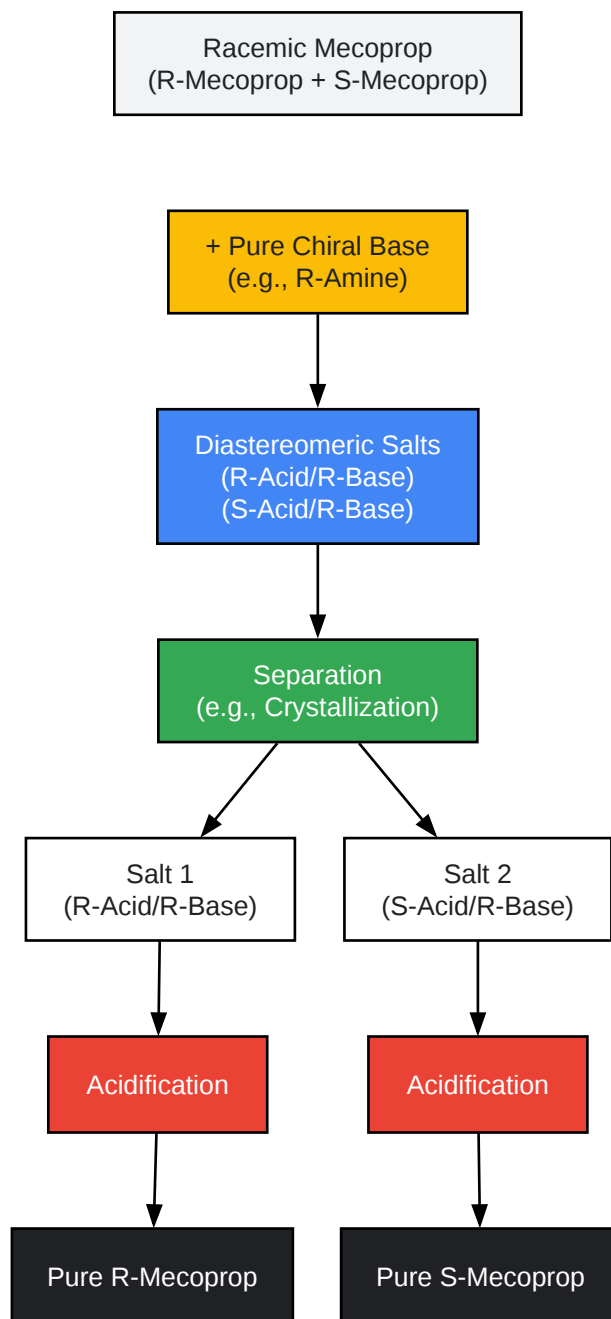 Racemic Mecoprop
(R-Mecoprop + S-Mecoprop)
+ Pure Chiral Base
(e.g., R-Amine)
Diastereomeric Salts
(R-Acid/R-Base)
(S-Acid/R-Base)
Separation
(e.g., Crystallization)
Salt 1
(R-Acid/R-Base)
Salt 2
(S-Acid/R-Base)
Acidification
Acidification
Pure R-Mecoprop
Pure S-Mecoprop